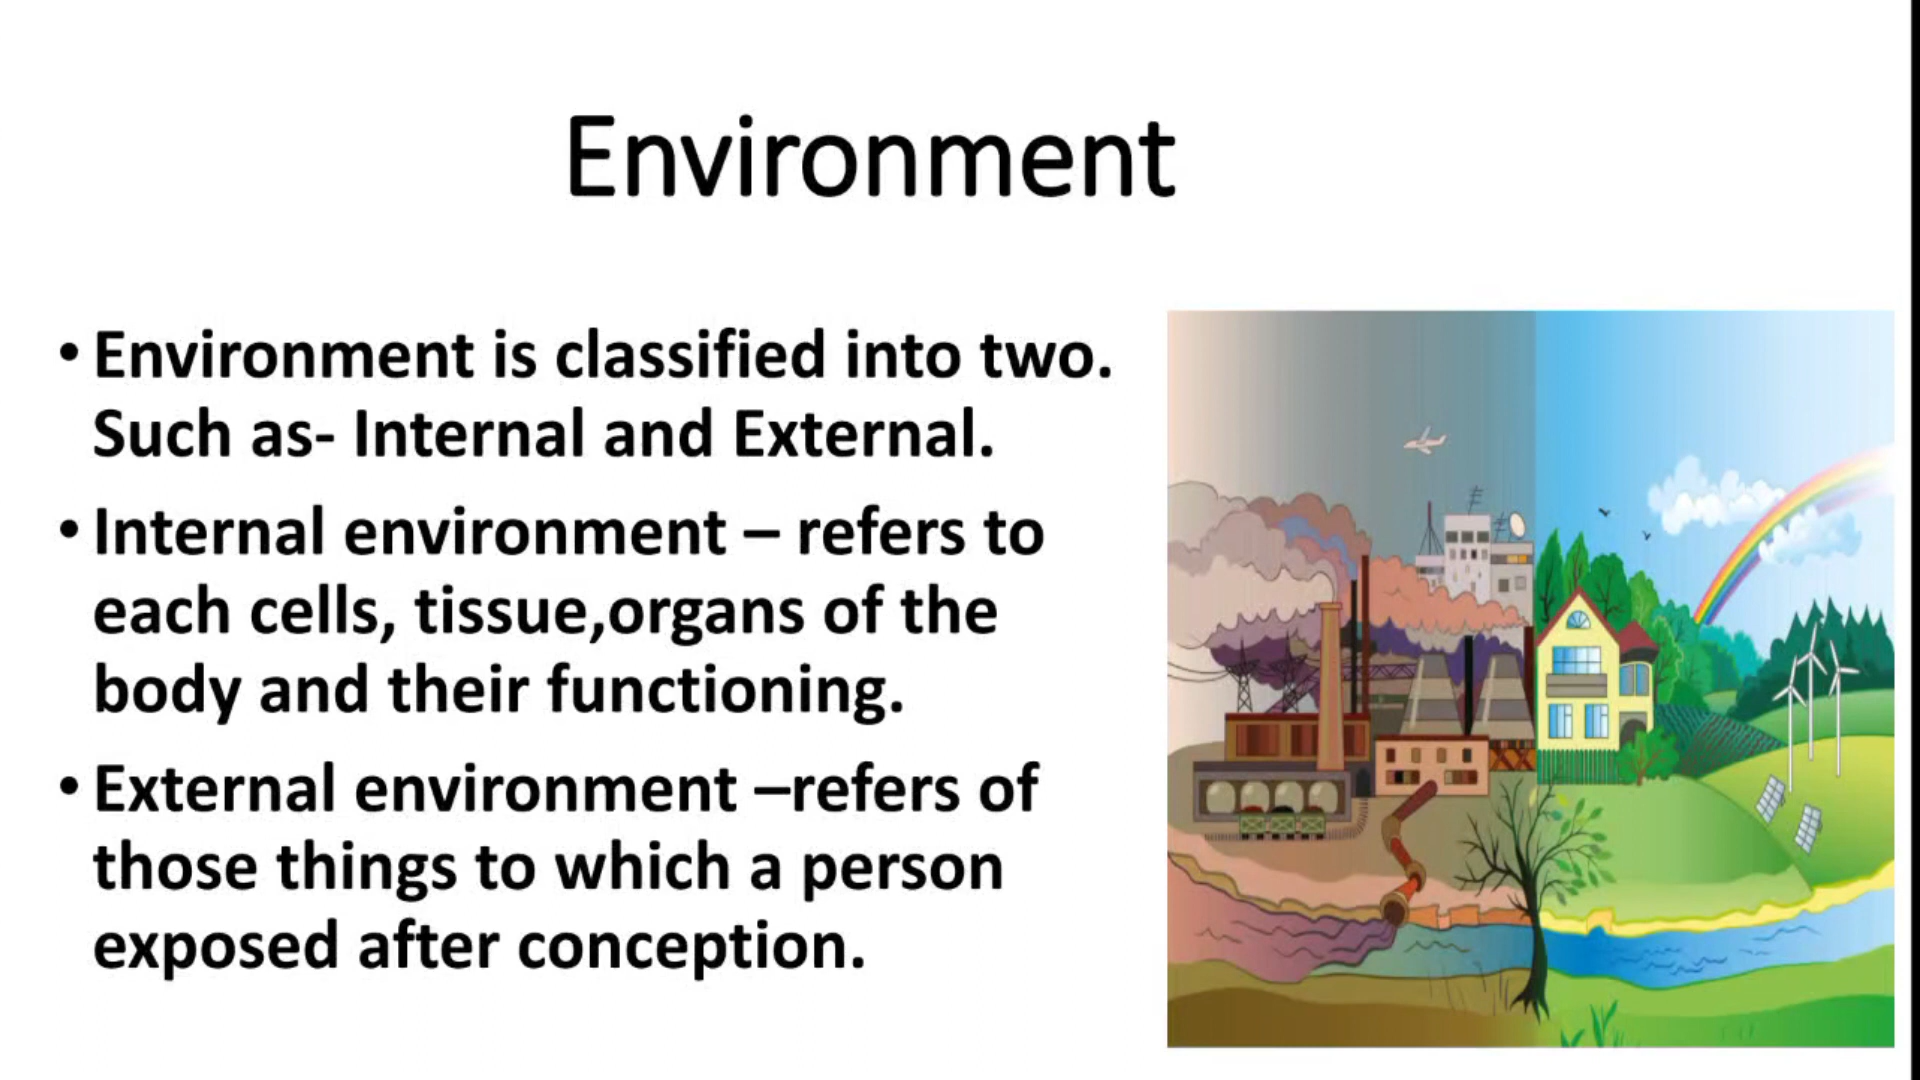 Environment
• Environment is classified into two.
Such as- Internal and External.
• Internal environment – refers to
each cells, tissue,organs of the
body and their functioning.
• External environment –refers of
those things to which a person
exposed after conception.